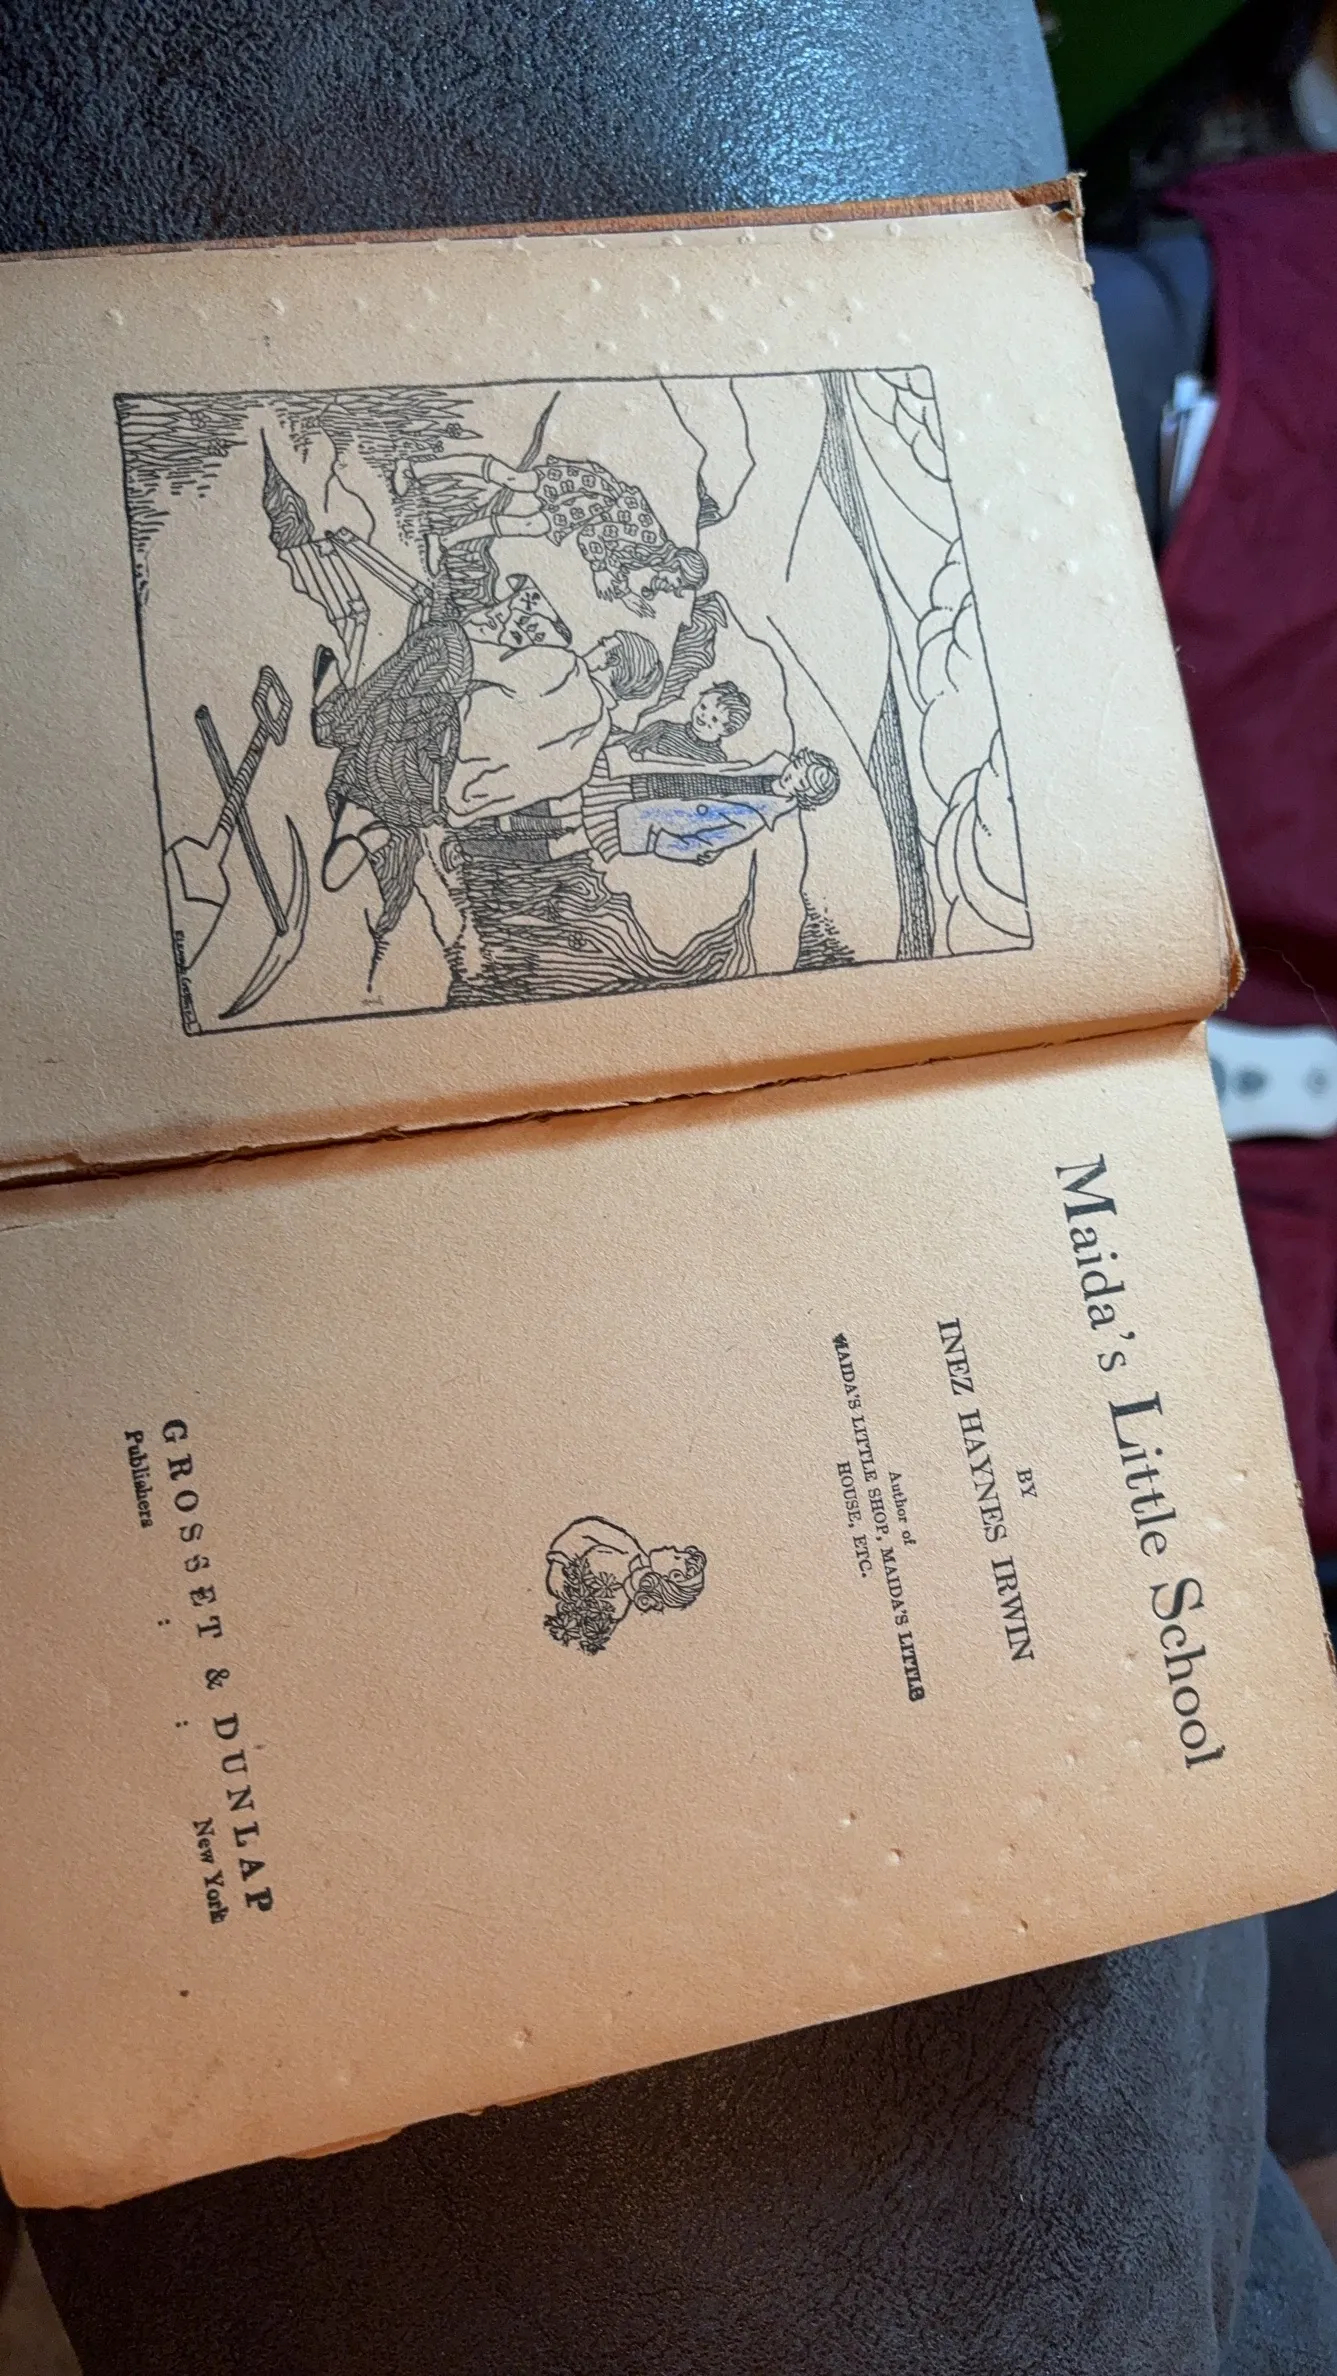 Maida's Little School
BY
INEZ HAYNES IRWIN
Author of
MAIDA'S LITTLE SHOP, MAIDA'S LITTLE
HOUSE, ETC.
GROSSET & DUNLAP
Publishers : : New York